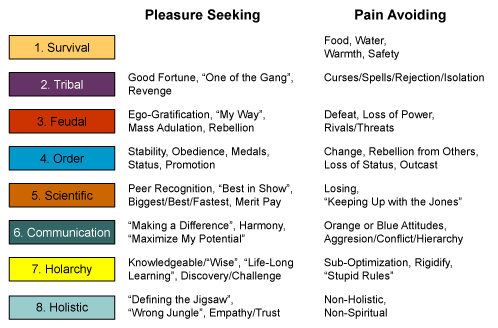 Pleasure Seeking Pain Avoiding
1. Survival
Food, Water,
Warmth, Safety
2. Tribal
Good Fortune, "One of the Gang",
Revenge
Curses/Spells/Rejection/Isolation
3. Feudal
Ego-Gratification, "My Way",
Mass Adulation, Rebellion
Defeat, Loss of Power,
Rivals/Threats
4. Order
Stability, Obedience, Medals,
Status, Promotion
Change, Rebellion from Others,
Loss of Status, Outcast
5. Scientific
Peer Recognition, "Best in Show",
Biggest/Best/Fastest, Merit Pay
Losing,
"Keeping Up with the Jones"
6. Communication
"Making a Difference", Harmony,
"Maximize My Potential"
Orange or Blue Attitudes,
Aggresion/Conflict/Hierarchy
7. Holarchy
Knowledgeable/"Wise", "Life-Long
Learning", Discovery/Challenge
Sub-Optimization, Rigidify,
"Stupid Rules"
8. Holistic
"Defining the Jigsaw",
"Wrong Jungle", Empathy/Trust
Non-Holistic,
Non-Spiritual